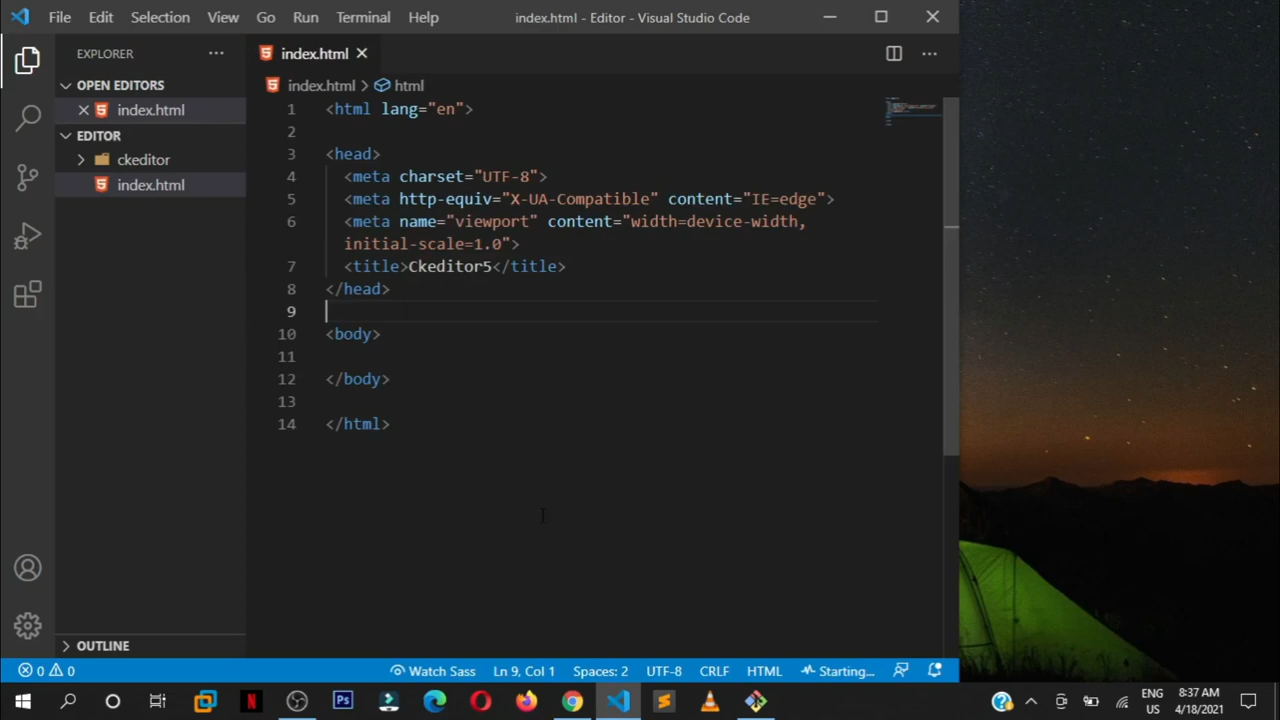 File Edit Selection View Go Run Terminal Help index.html - Editor - Visual Studio Code
EXPLORER
OPEN EDITORS
index.html
EDITOR
ckeditor
index.html
OUTLINE
index.html
index.html > html
1 <html lang="en">
2
3 <head>
4 <meta charset="UTF-8">
5 <meta http-equiv="X-UA-Compatible" content="IE=edge">
6 <meta name="viewport" content="width=device-width,
initial-scale=1.0">
7 <title>Ckeditor5</title>
8 </head>
9
10 <body>
11
12 </body>
13
14 </html>
0 0 Watch Sass Ln 9, Col 1 Spaces: 2 UTF-8 CRLF HTML Starting...
Ps
ENG
US
8:37 AM
4/18/2021